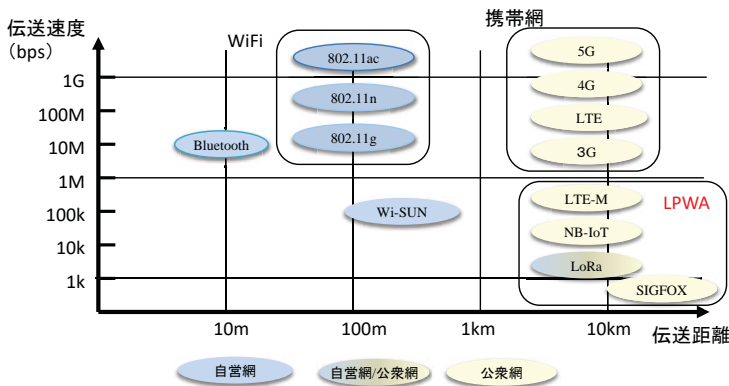 伝送速度
（bps）
WiFi
携帯網
802.11ac
5G
1G
802.11n
4G
100M
LTE
802.11g
Bluetooth
10M
3G
1M
LTE-M
LPWA
100k
Wi-SUN
NB-IoT
10k
LoRa
1k
SIGFOX
10m
100m
1km
10km
伝送距離
自営網
自営網/公衆網
公衆網